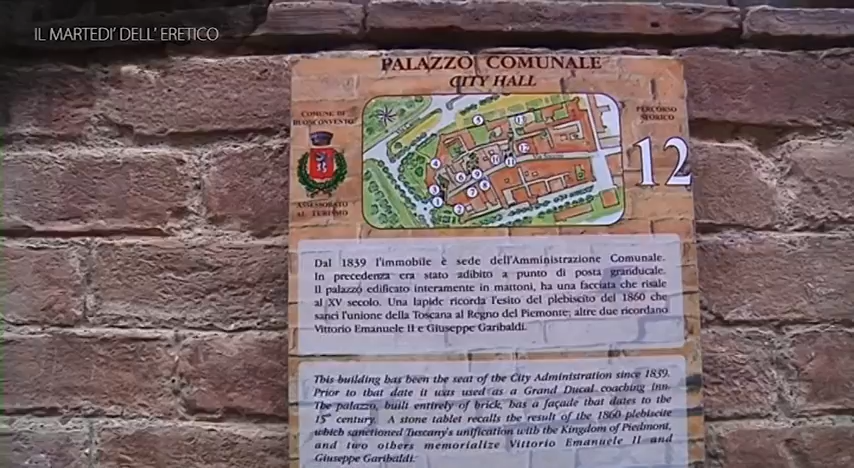 IL MARTEDI' DELL' ERETICO
PALAZZO COMUNALE
CITY HALL
COMUNE DI
BUONCONVENTO
ASSESSORATO
AL TURISMO
PERCORSO
STORICO
12
Dal 1839 l'immobile è sede dell'Amministrazione Comunale.
In precedenza era stato adibito a punto di posta granducale.
Il palazzo edificato interamente in mattoni, ha una facciata che risale
al XV secolo. Una lapide ricorda l'esito del plebiscito del 1860 che
sancì l'unione della Toscana al Regno del Piemonte; altre due ricordano
Vittorio Emanuele II e Giuseppe Garibaldi.
This building has been the seat of the City Administration since 1839.
Prior to that date it was used as a Grand Ducal coaching inn.
The palazzo, built entirely of brick, has a façade that dates to the
15th century. A stone tablet recalls the result of the 1860 plebiscite
which sanctioned Tuscany's unification with the Kingdom of Piedmont,
and two others memorialize Vittorio Emanuele II and
Giuseppe Garibaldi.